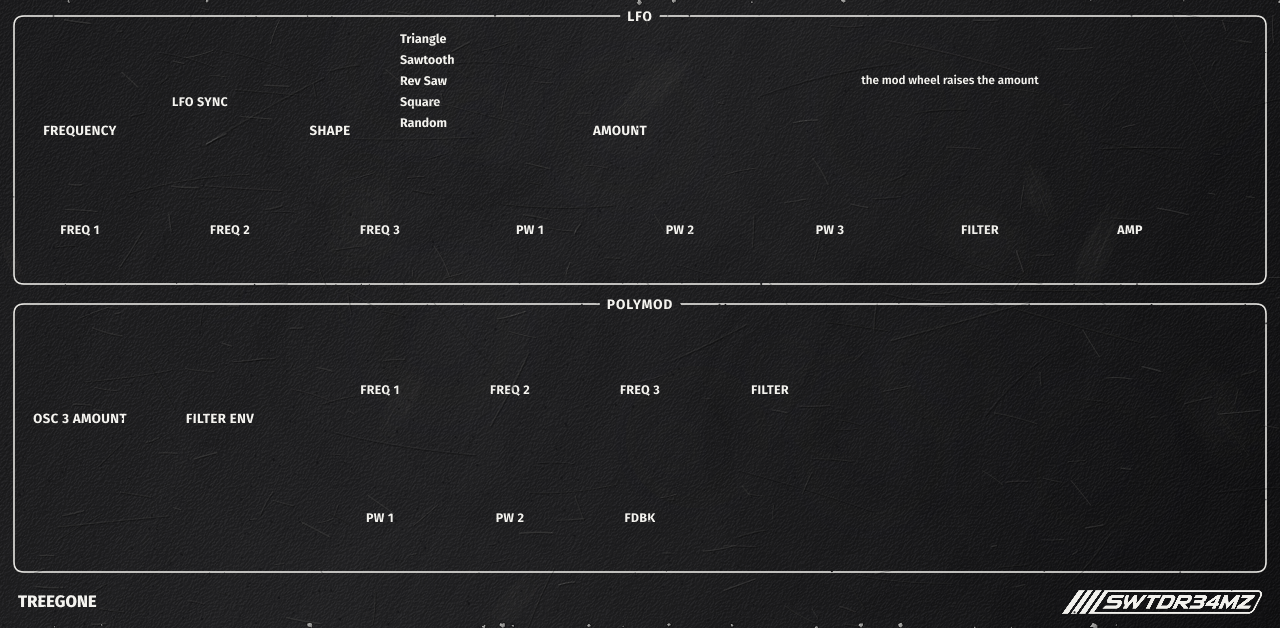 LFO
Triangle
Sawtooth
Rev Saw
Square
Random
LFO SYNC
FREQUENCY
SHAPE
AMOUNT
the mod wheel raises the amount
FREQ 1 FREQ 2 FREQ 3 PW 1 PW 2 PW 3 FILTER AMP
POLYMOD
FREQ 1 FREQ 2 FREQ 3 FILTER
OSC 3 AMOUNT FILTER ENV
PW 1 PW 2 FDBK
TREEGONE
SWTDR34MZ